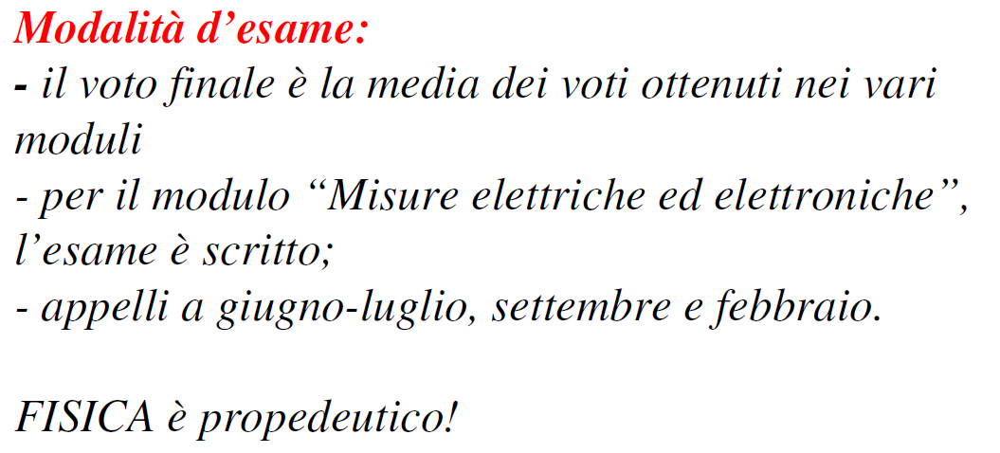 Modalità d’esame:
- il voto finale è la media dei voti ottenuti nei vari
moduli
- per il modulo “Misure elettriche ed elettroniche”,
l’esame è scritto;
- appelli a giugno-luglio, settembre e febbraio.
FISICA è propedeutico!